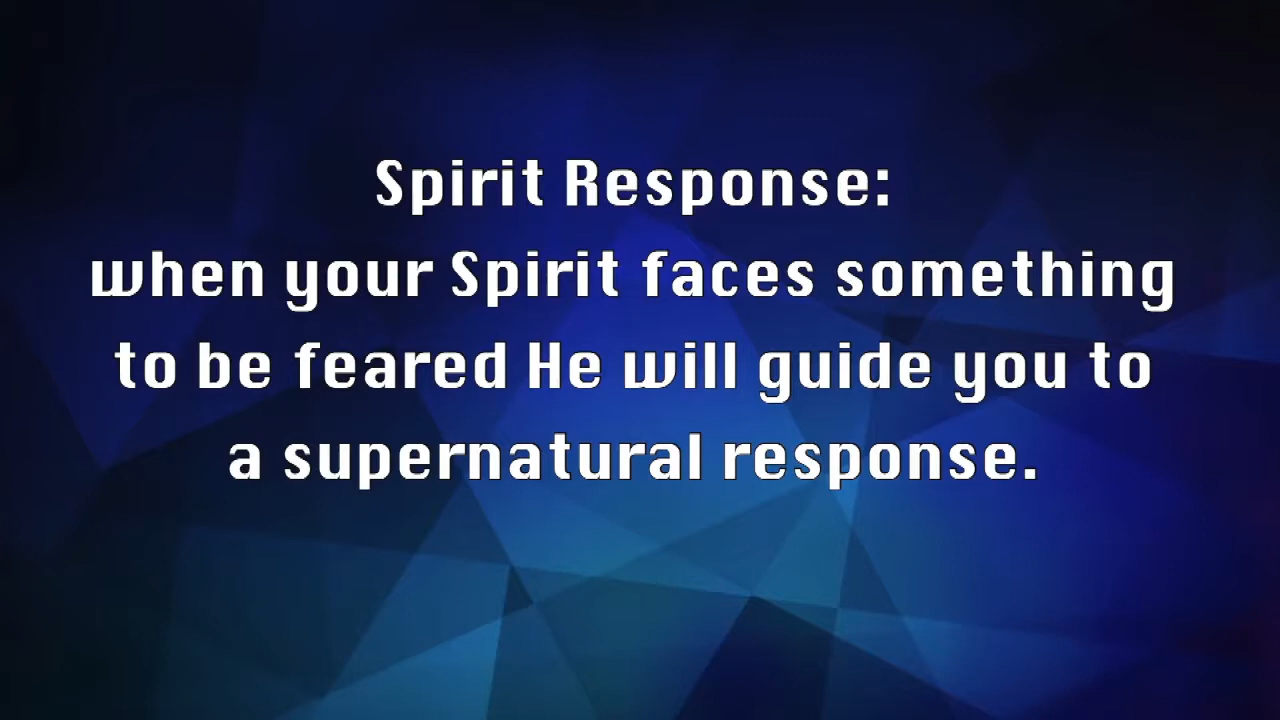 Spirit Response:
when your Spirit faces something
to be feared He will guide you to
a supernatural response.